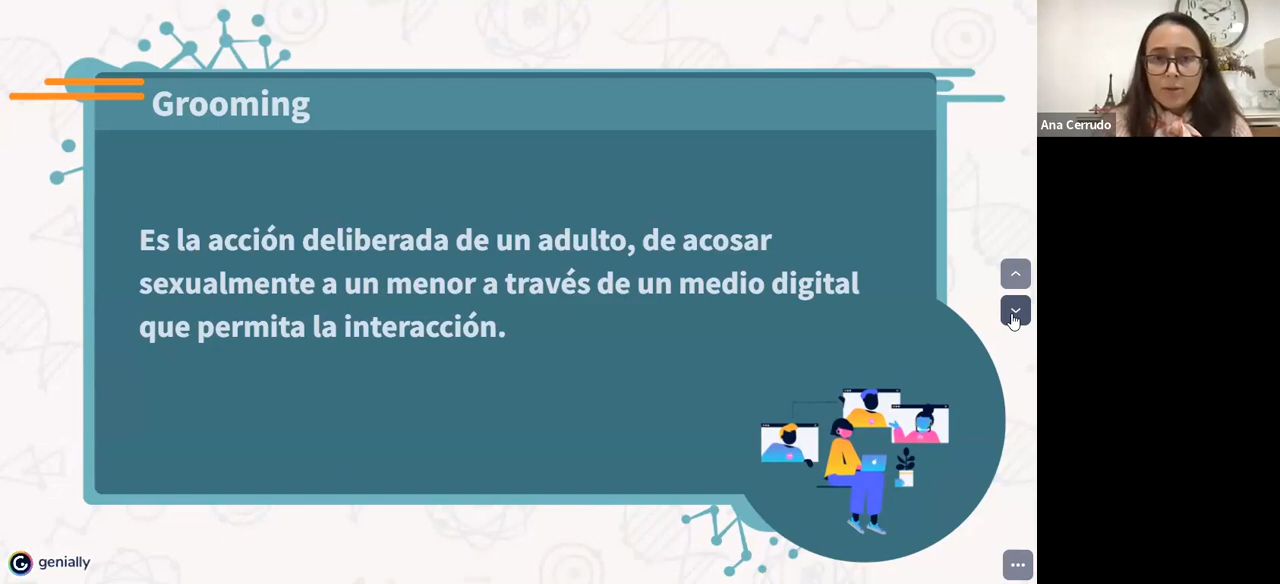 Grooming
Es la acción deliberada de un adulto, de acosar
sexualmente a un menor a través de un medio digital
que permita la interacción.
Ana Cerrudo
genially